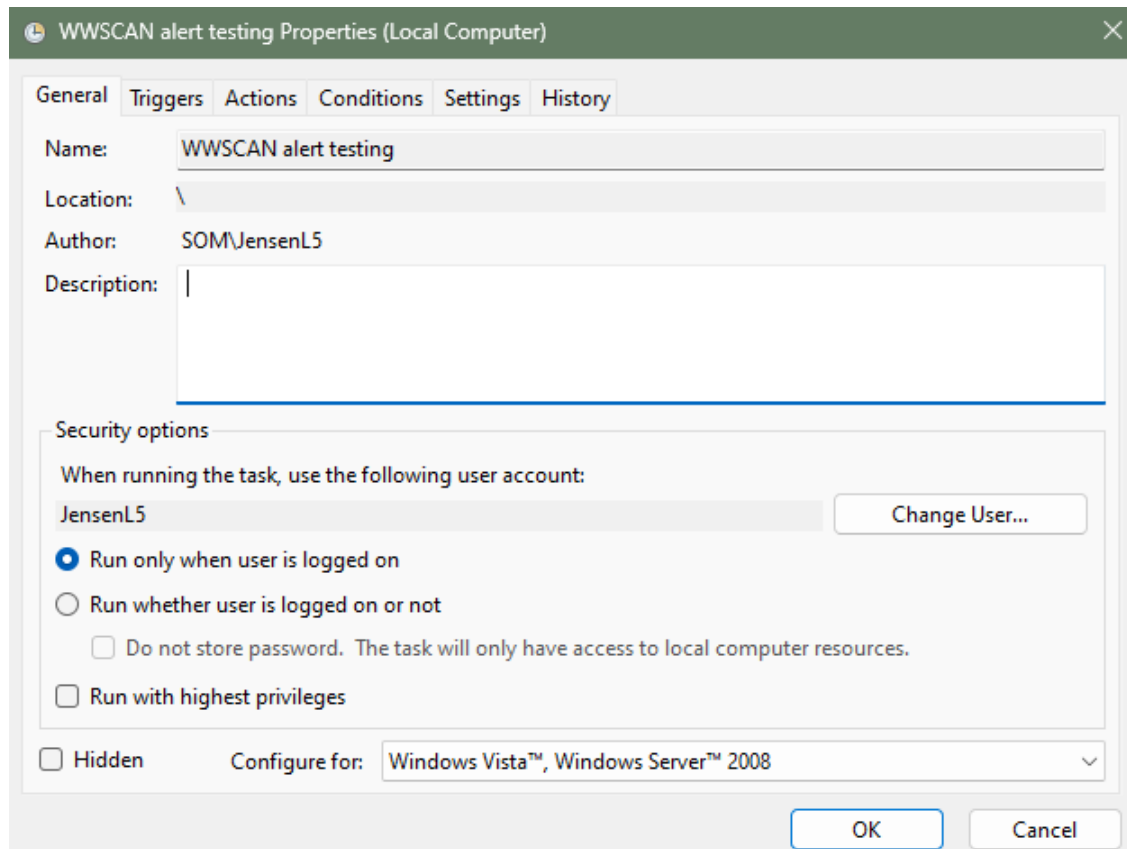 WWSCAN alert testing Properties (Local Computer)
General Triggers Actions Conditions Settings History
Name: WWSCAN alert testing
Location: \
Author: SOM\JensenL5
Description:
Security options
When running the task, use the following user account:
JensenL5 Change User...
Run only when user is logged on
Run whether user is logged on or not
Do not store password. The task will only have access to local computer resources.
Run with highest privileges
Hidden Configure for: Windows Vista™, Windows Server™ 2008
OK Cancel